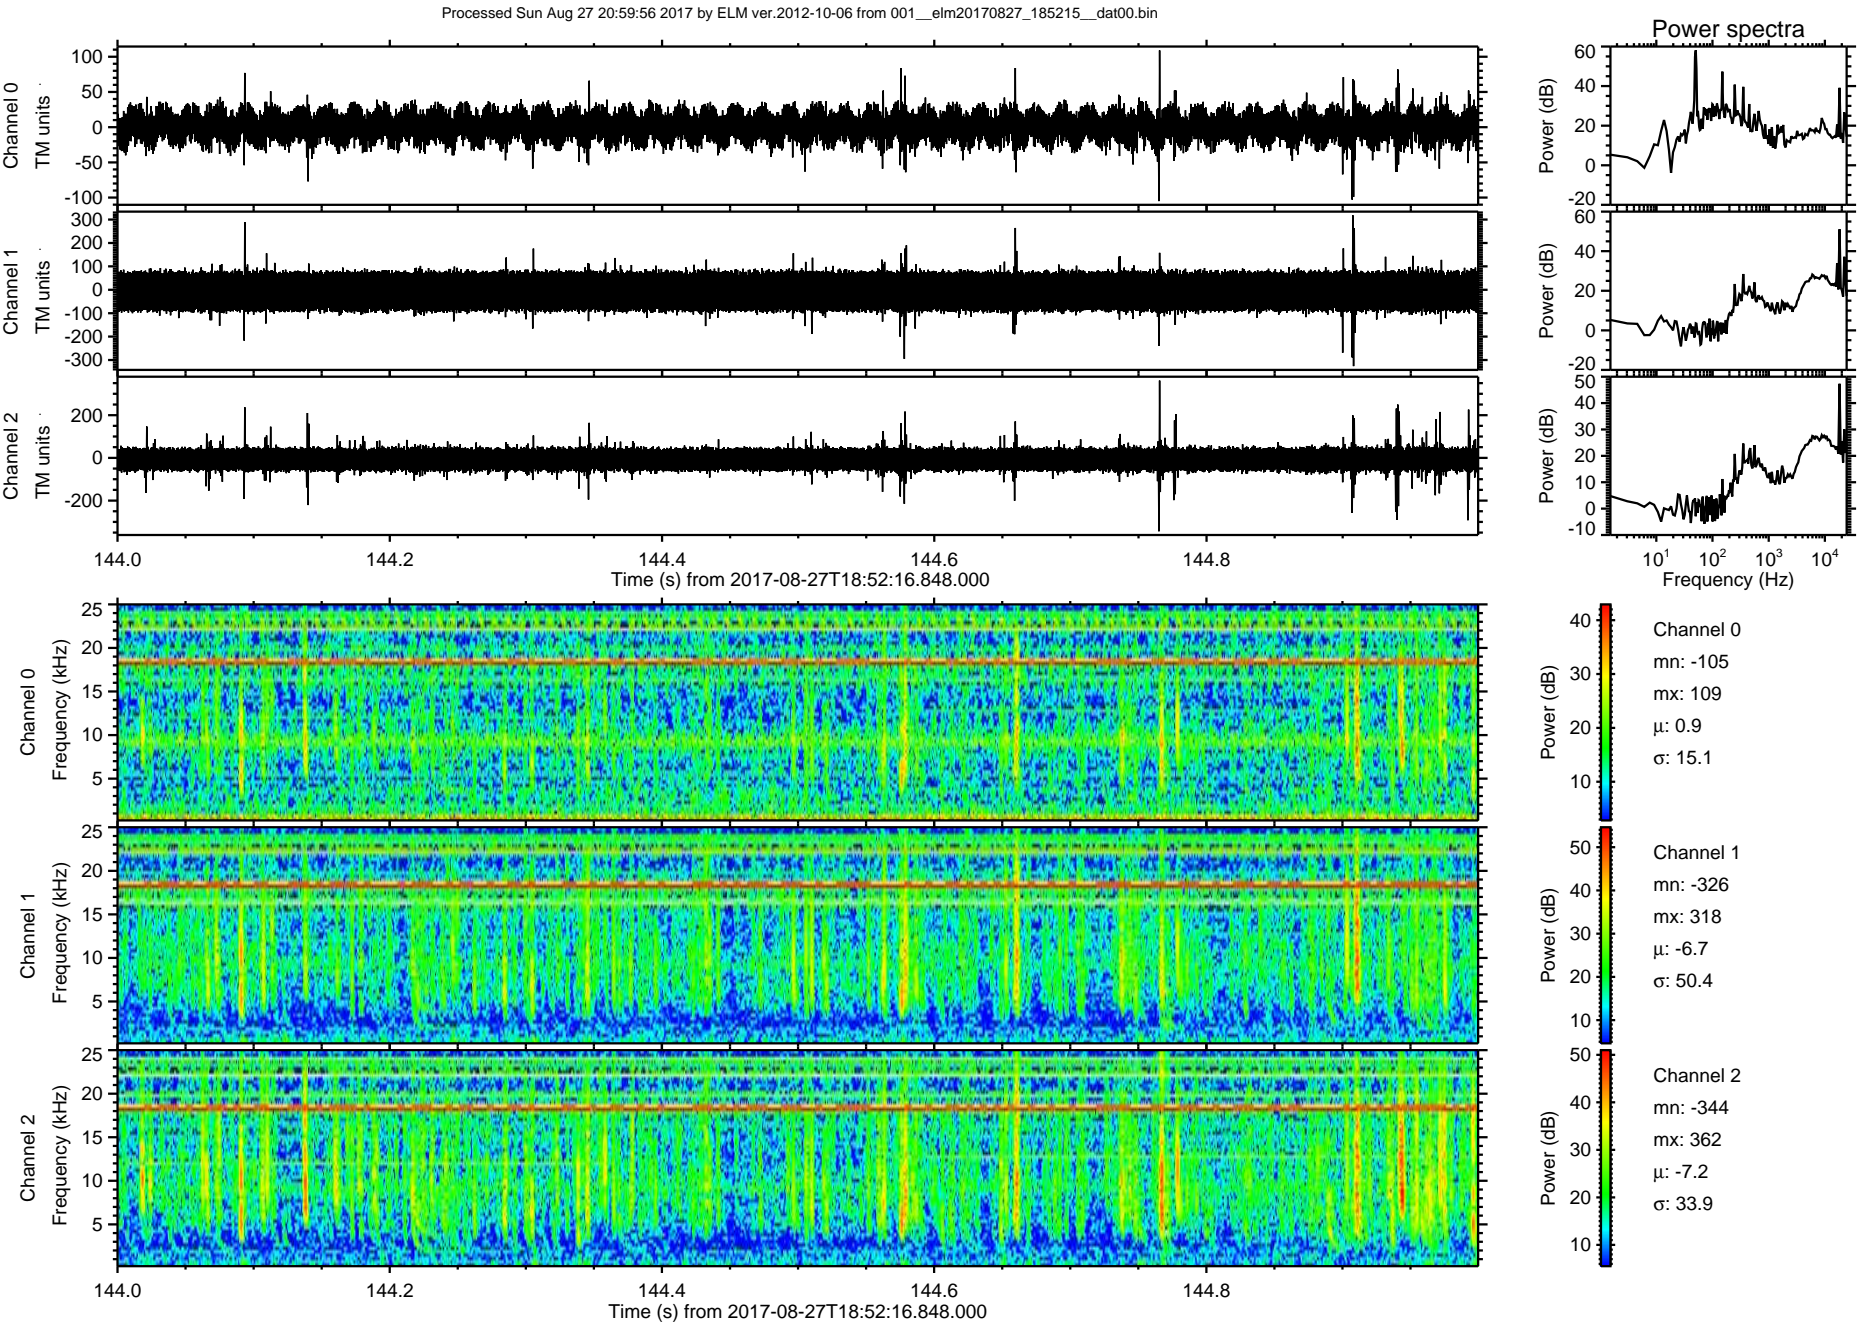 Processed Sun Aug 27 20:59:56 2017 by ELM ver.2012-10-06 from 001__elm20170827_185215__dat00.bin
Power spectra
Channel 0
TM units
100
50
0
-50
-100
Power (dB)
60
40
20
0
-20
Channel 1
TM units
300
200
100
0
-100
-200
-300
Power (dB)
60
40
20
0
-20
Channel 2
TM units
200
0
-200
Power (dB)
50
40
30
20
10
0
-10
144.0 144.2 144.4 144.6 144.8
Time (s) from 2017-08-27T18:52:16.848.000
10^1 10^2 10^3 10^4
Frequency (Hz)
Channel 0
Frequency (kHz)
25
20
15
10
5
Power (dB)
40
30
20
10
Channel 0
mn: -105
mx: 109
μ: 0.9
σ: 15.1
Channel 1
Frequency (kHz)
25
20
15
10
5
Power (dB)
50
40
30
20
10
Channel 1
mn: -326
mx: 318
μ: -6.7
σ: 50.4
Channel 2
Frequency (kHz)
25
20
15
10
5
Power (dB)
50
40
30
20
10
Channel 2
mn: -344
mx: 362
μ: -7.2
σ: 33.9
144.0 144.2 144.4 144.6 144.8
Time (s) from 2017-08-27T18:52:16.848.000